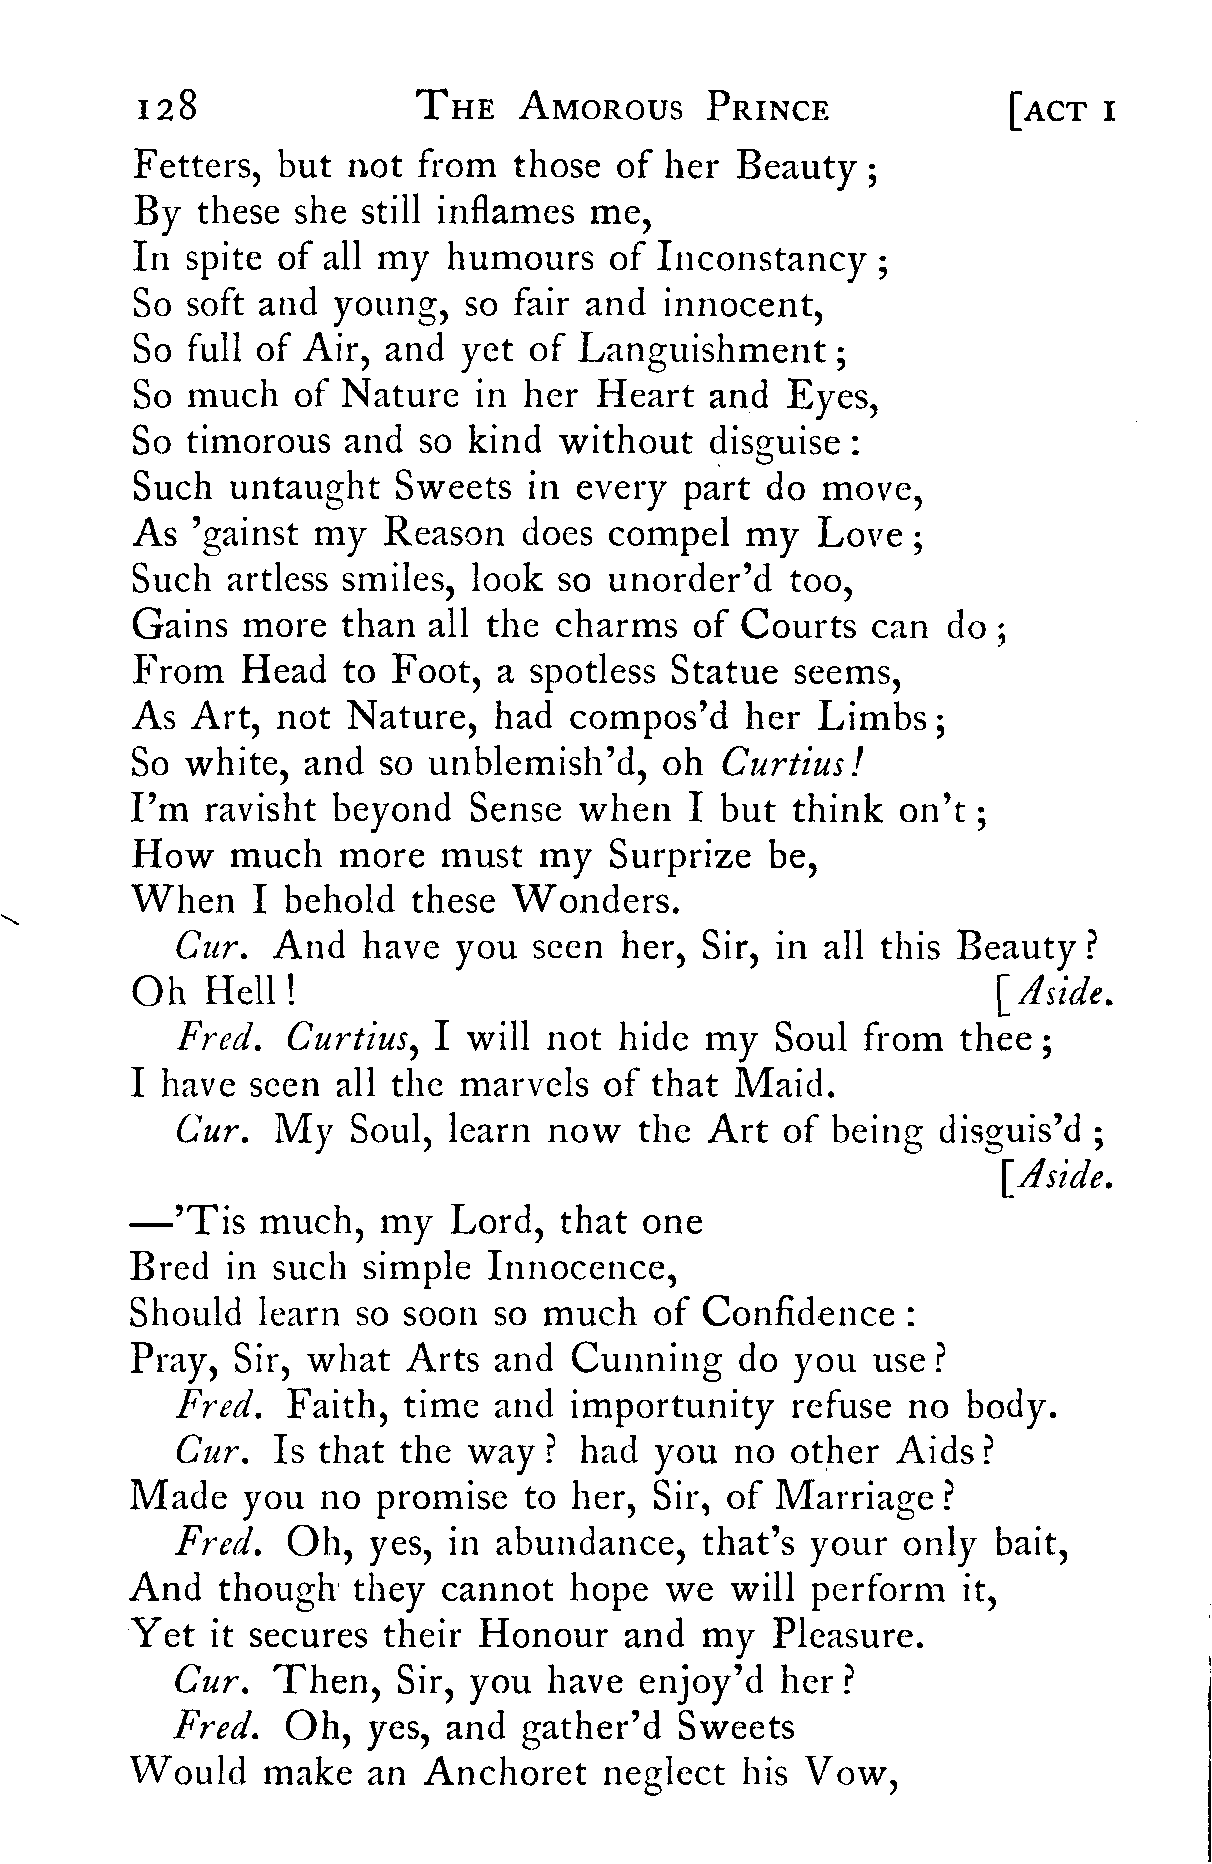 128 THE AMOROUS PRINCE [ACT I
Fetters, but not from those of her Beauty ;
By these she still inflames me,
In spite of all my humours of Inconstancy ;
So soft and young, so fair and innocent,
So full of Air, and yet of Languishment ;
So much of Nature in her Heart and Eyes,
So timorous and so kind without disguise :
Such untaught Sweets in every part do move,
As 'gainst my Reason does compel my Love ;
Such artless smiles, look so unorder'd too,
Gains more than all the charms of Courts can do ;
From Head to Foot, a spotless Statue seems,
As Art, not Nature, had compos'd her Limbs ;
So white, and so unblemish'd, oh Curtius !
I'm ravisht beyond Sense when I but think on't ;
How much more must my Surprize be,
When I behold these Wonders.
Cur. And have you seen her, Sir, in all this Beauty ?
Oh Hell ! [Aside.
Fred. Curtius, I will not hide my Soul from thee ;
I have seen all the marvels of that Maid.
Cur. My Soul, learn now the Art of being disguis'd ;
[Aside.
—'Tis much, my Lord, that one
Bred in such simple Innocence,
Should learn so soon so much of Confidence :
Pray, Sir, what Arts and Cunning do you use ?
Fred. Faith, time and importunity refuse no body.
Cur. Is that the way ? had you no other Aids ?
Made you no promise to her, Sir, of Marriage ?
Fred. Oh, yes, in abundance, that's your only bait,
And though they cannot hope we will perform it,
Yet it secures their Honour and my Pleasure.
Cur. Then, Sir, you have enjoy'd her ?
Fred. Oh, yes, and gather'd Sweets
Would make an Anchoret neglect his Vow,